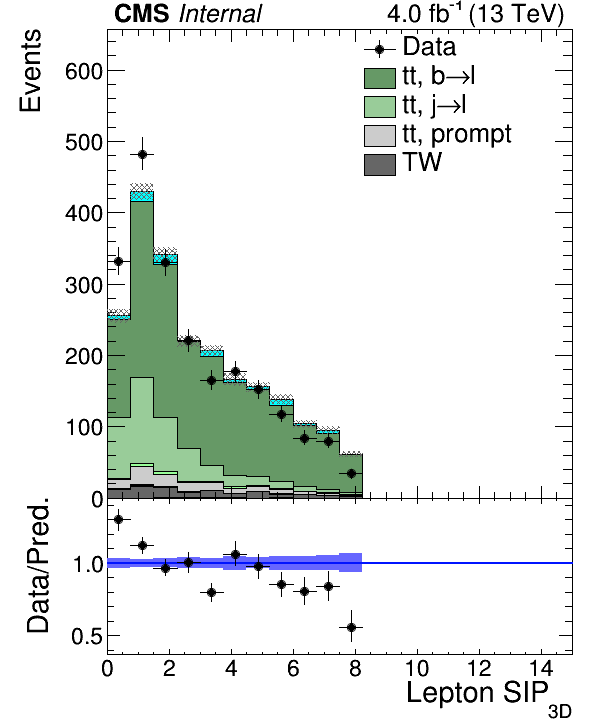 CMS Internal 4.0 fb⁻¹ (13 TeV)
Events
600
500
400
300
200
100
0
Data
tt, b→l
tt, j→l
tt, prompt
TW
Data/Pred.
1.0
0.5
0 2 4 6 8 10 12 14
Lepton SIP₃D